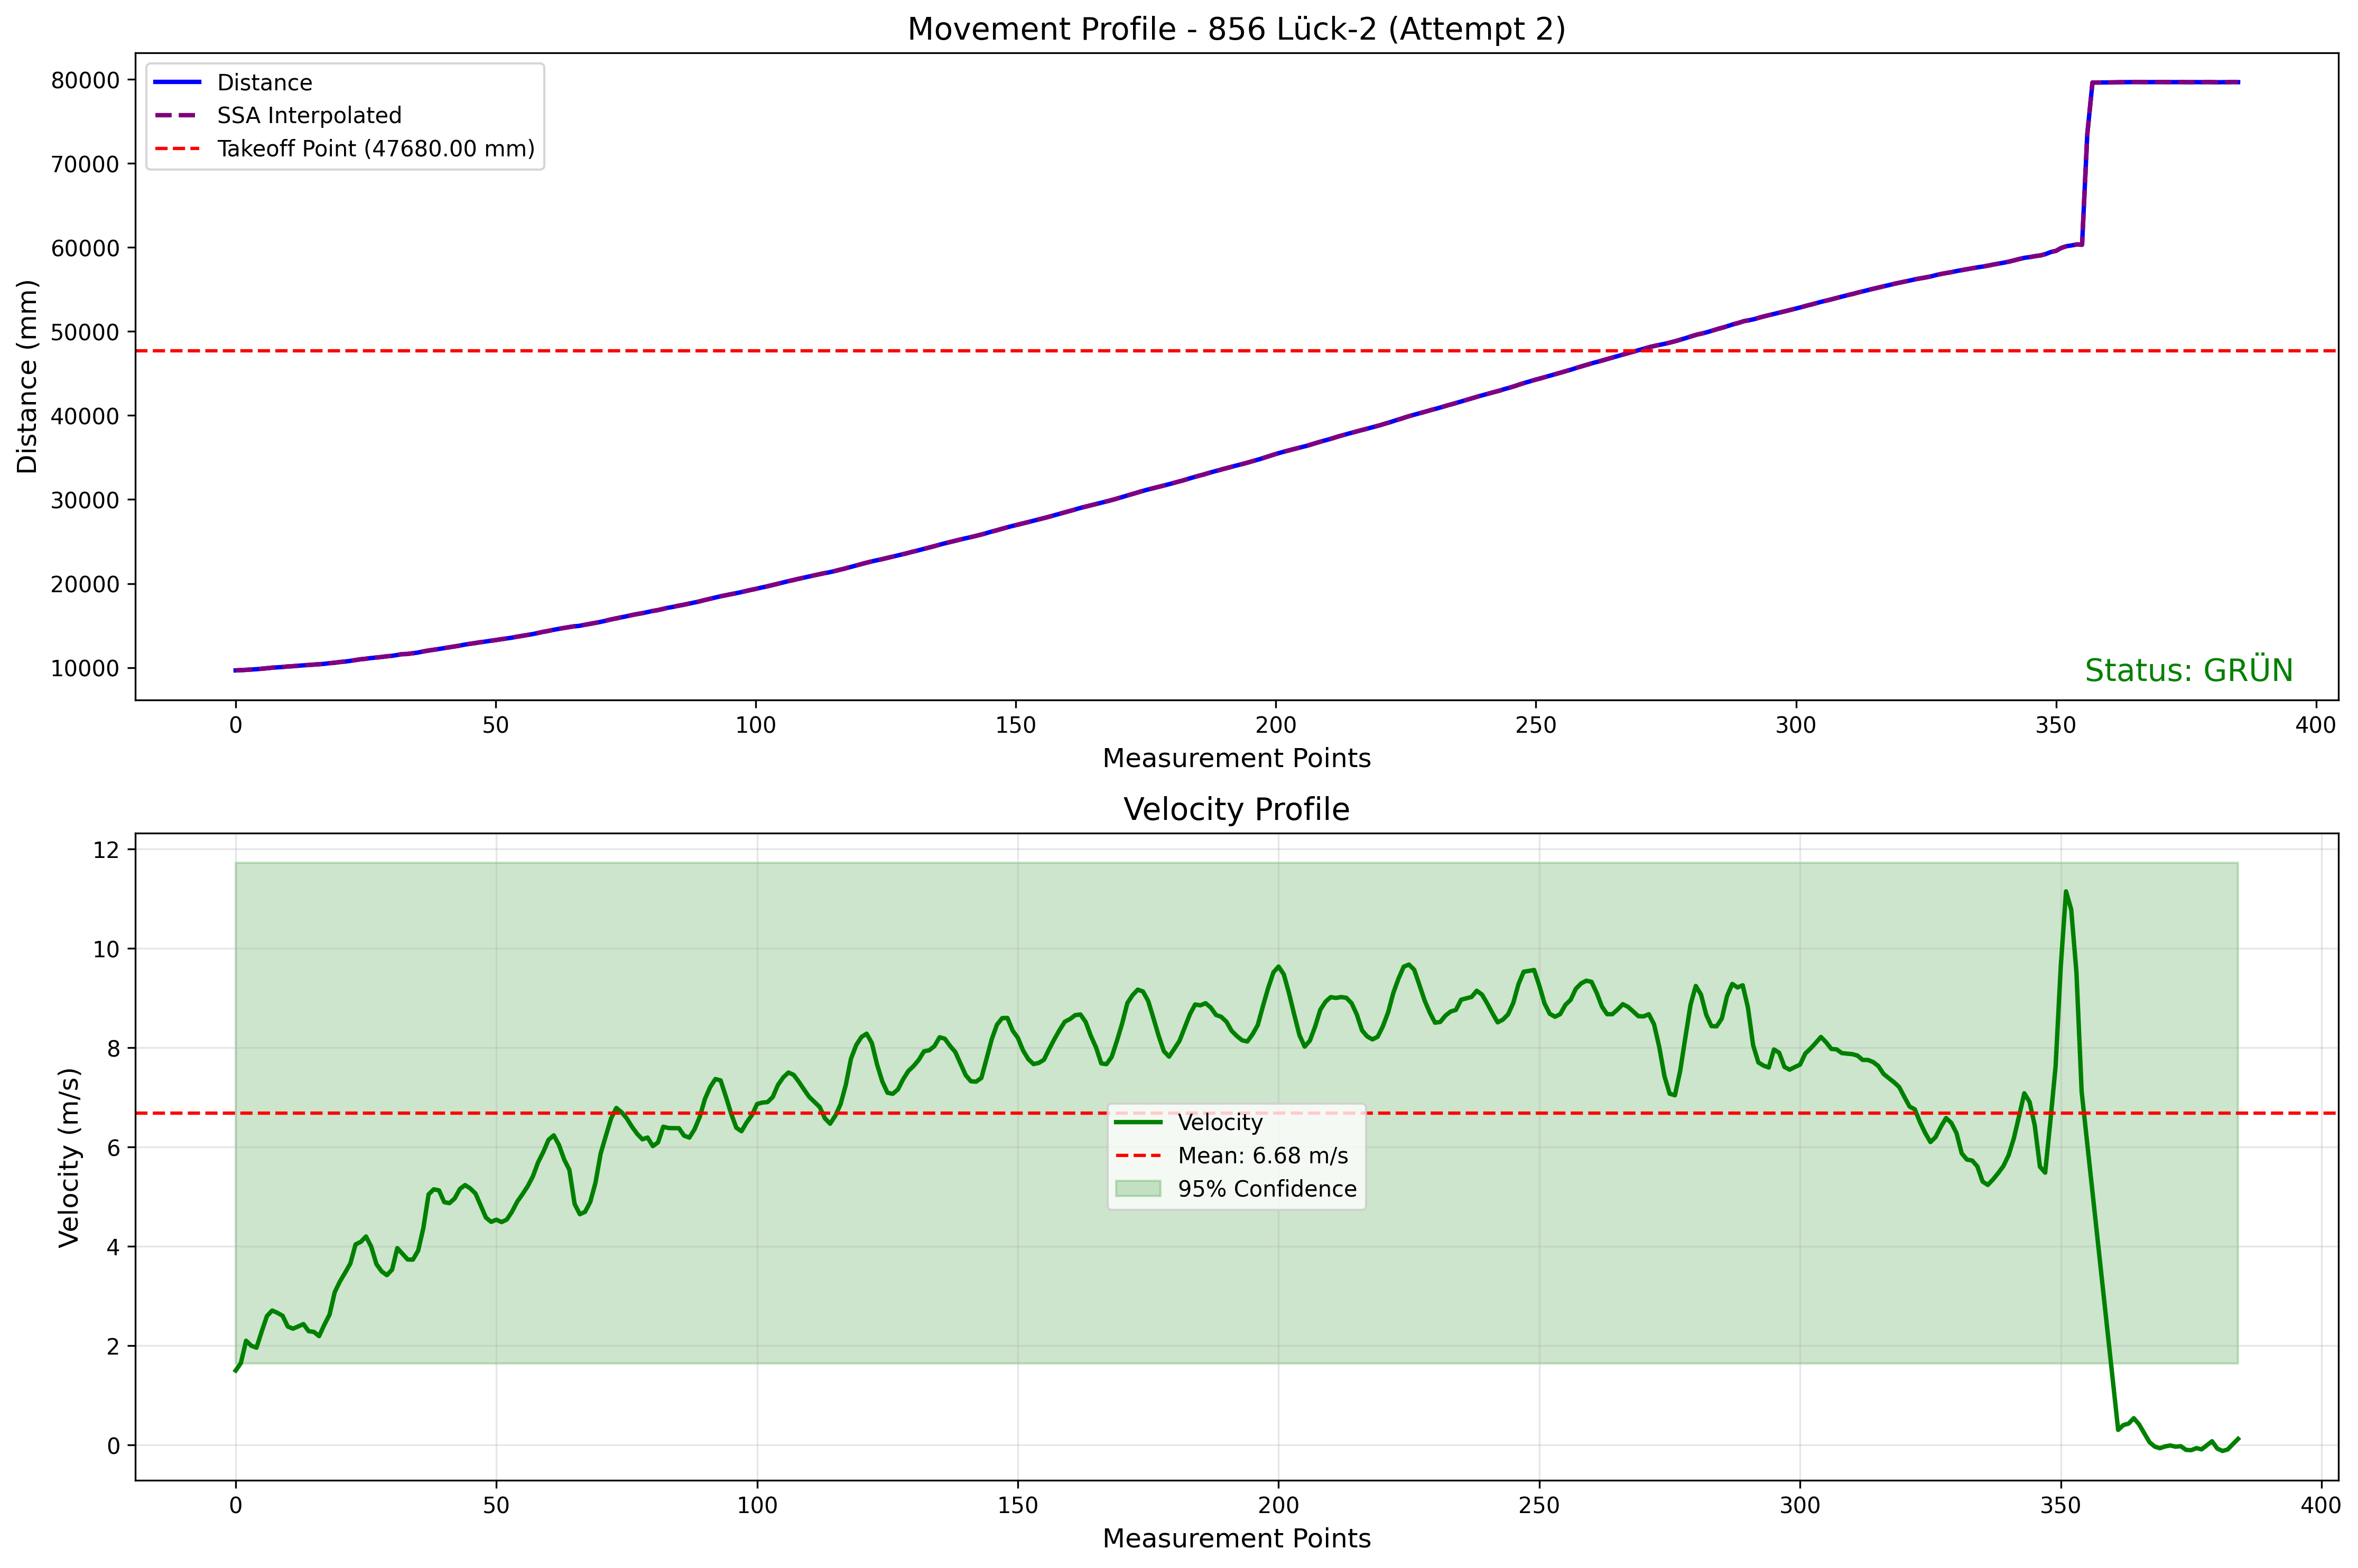 Movement Profile - 856 Lück-2 (Attempt 2)
Distance
SSA Interpolated
Takeoff Point (47680.00 mm)
80000
70000
60000
50000
40000
30000
20000
10000
Distance (mm)
Status: GRÜN
0 50 100 150 200 250 300 350 400
Measurement Points
Velocity Profile
12
10
8
6
4
2
0
Velocity (m/s)
Velocity
Mean: 6.68 m/s
95% Confidence
0 50 100 150 200 250 300 350 400
Measurement Points